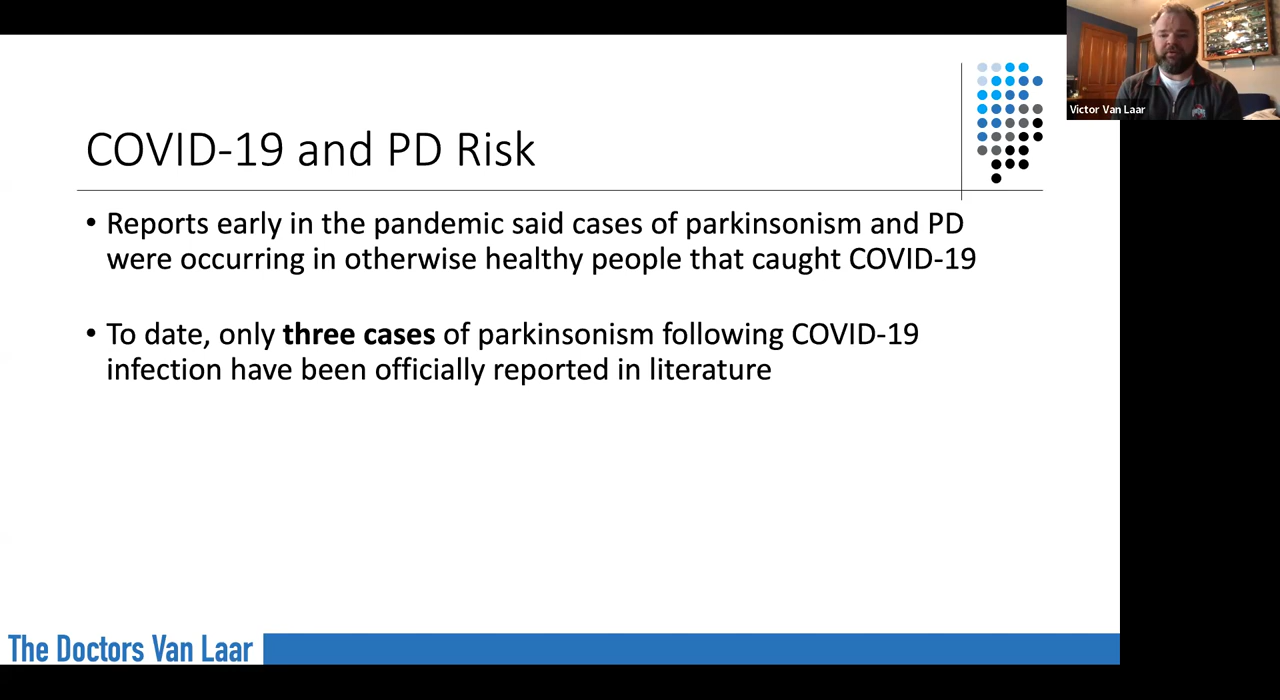 Victor Van Laar
COVID-19 and PD Risk
• Reports early in the pandemic said cases of parkinsonism and PD
were occurring in otherwise healthy people that caught COVID-19
• To date, only three cases of parkinsonism following COVID-19
infection have been officially reported in literature
The Doctors Van Laar